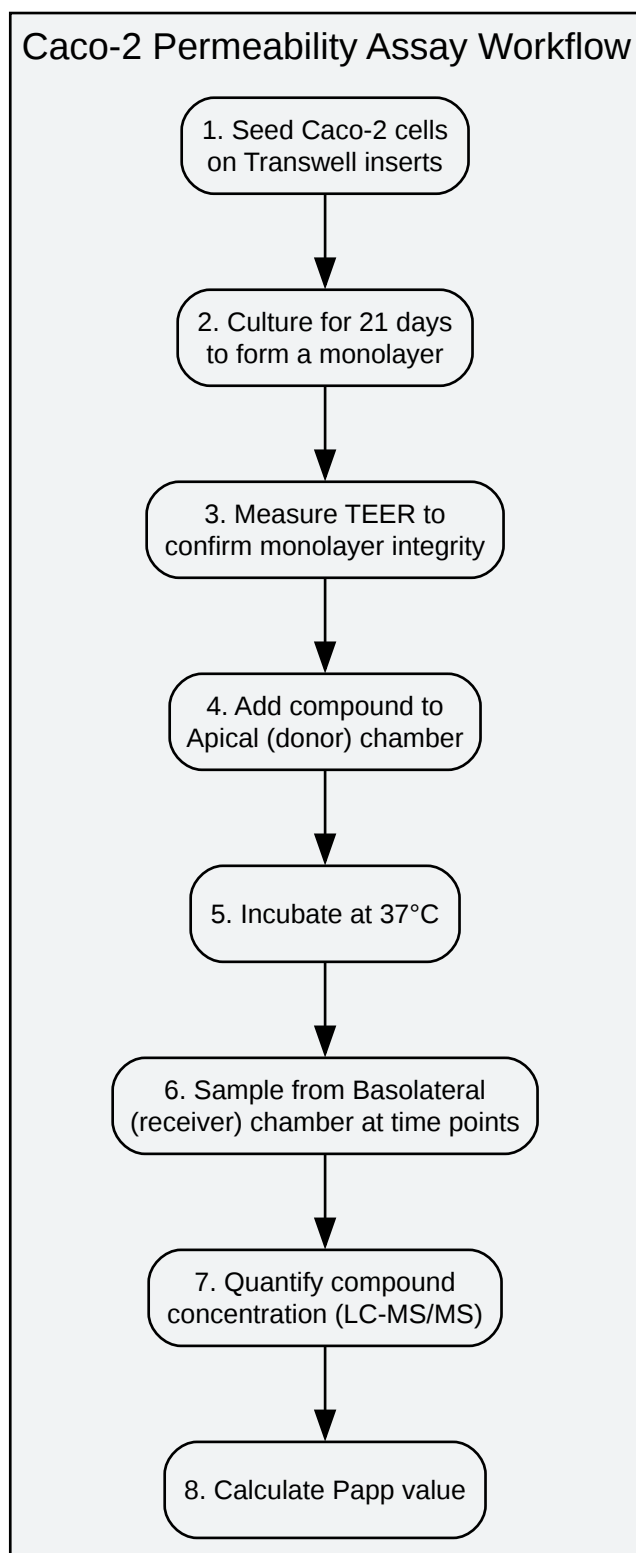 Caco-2 Permeability Assay Workflow
1. Seed Caco-2 cells
on Transwell inserts
2. Culture for 21 days
to form a monolayer
3. Measure TEER to
confirm monolayer integrity
4. Add compound to
Apical (donor) chamber
5. Incubate at 37°C
6. Sample from Basolateral
(receiver) chamber at time points
7. Quantify compound
concentration (LC-MS/MS)
8. Calculate Papp value